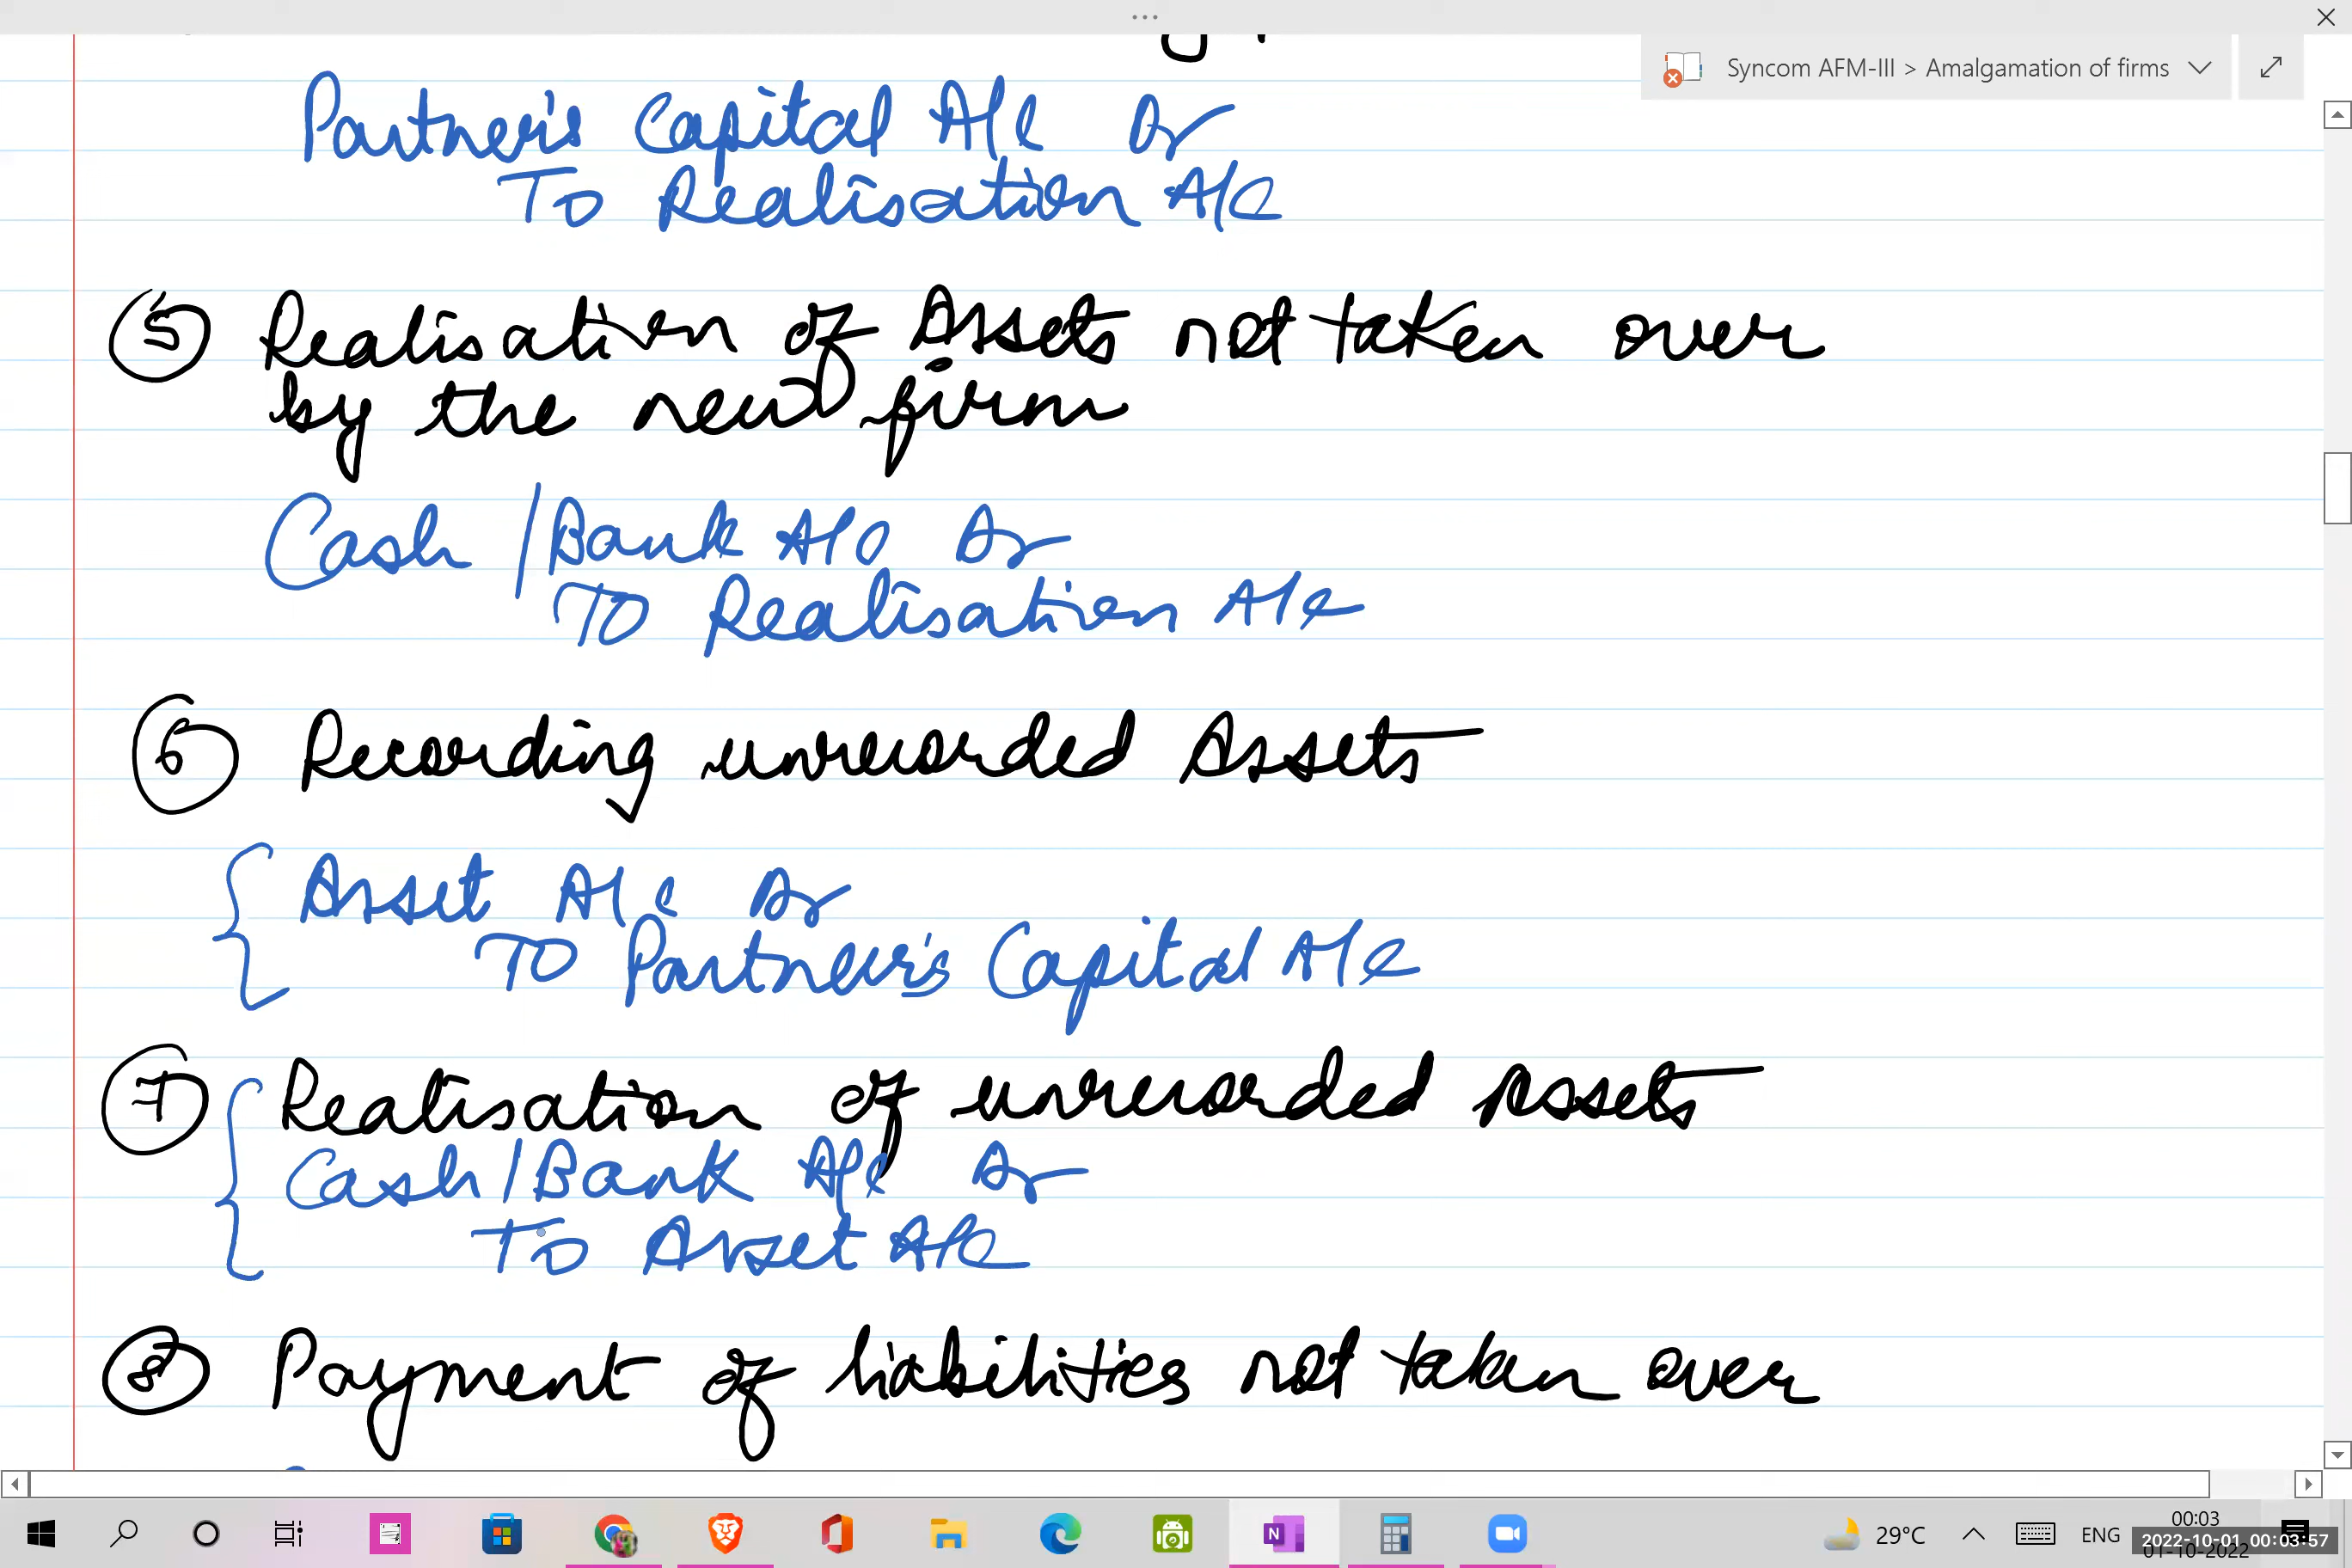 Syncom AFM-III > Amalgamation of firms
Partner's Capital A/c Dr
To Realisation A/c
5 Realisation of Assets not taken over
by the new firm
Cash / Bank A/c Dr
To Realisation A/c
6 Recording unrecorded Assets
Asset A/c Dr
To Partner's Capital A/c
7 Realisation of unrecorded Assets
Cash / Bank A/c Dr
To Asset A/c
8 Payment of liabilities not taken over
29°C
ENG
00:03
2022-10-01 00:03:57
01-10-2022